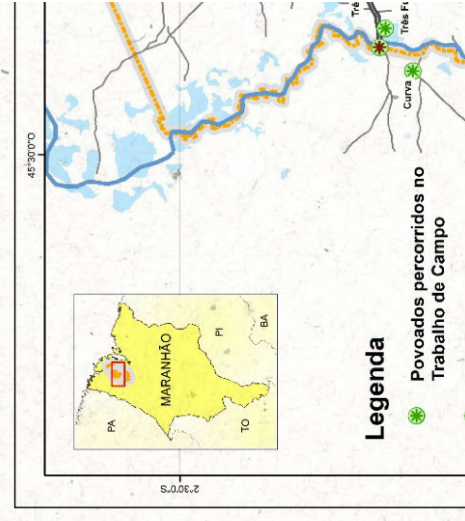 Trê
Três Fu
Curva
45°30'0"O
2°30'0"S
PA
MARANHÃO
PI
TO
BA
Legenda
Povoados percorridos no
Trabalho de Campo